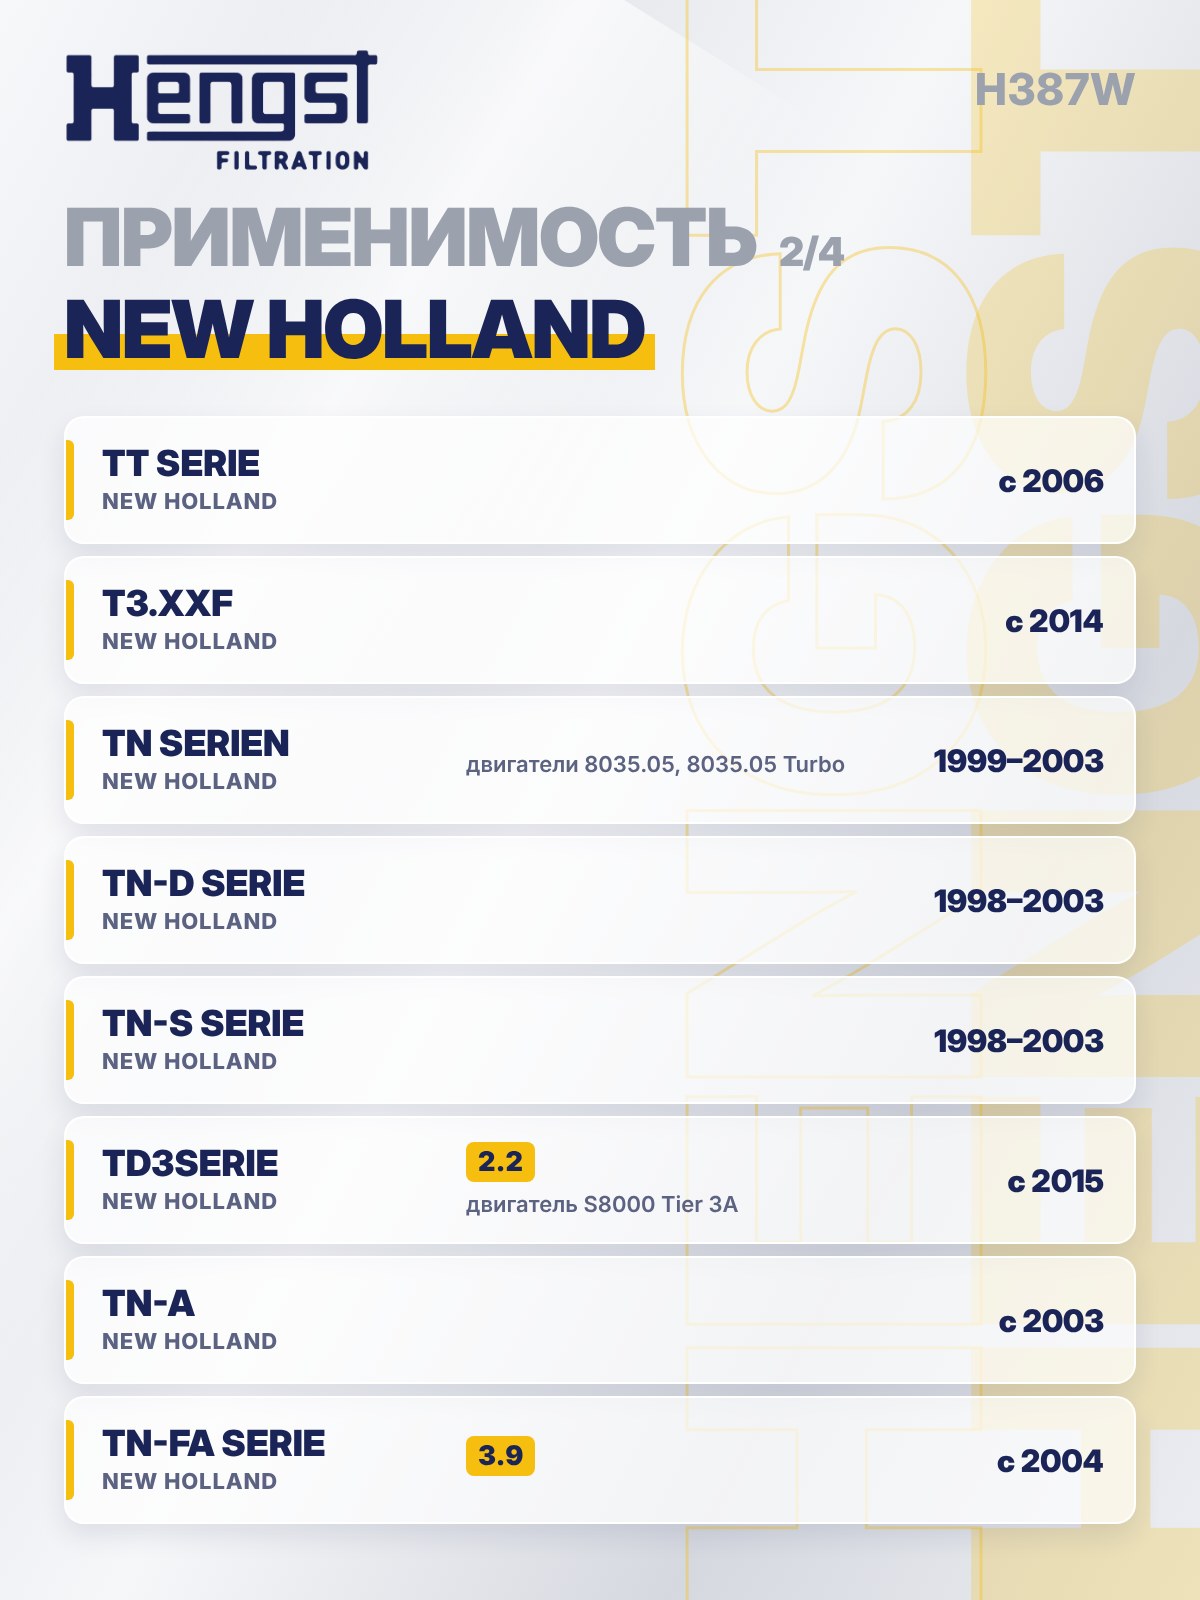 Hengst
FILTRATION
H387W
ПРИМЕНИМОСТЬ 2/4
NEW HOLLAND
TT SERIE
NEW HOLLAND
с 2006
T3.XXF
NEW HOLLAND
с 2014
TN SERIEN
NEW HOLLAND
двигатели 8035.05, 8035.05 Turbo
1999–2003
TN-D SERIE
NEW HOLLAND
1998–2003
TN-S SERIE
NEW HOLLAND
1998–2003
TD3SERIE
NEW HOLLAND
2.2
двигатель S8000 Tier 3A
с 2015
TN-A
NEW HOLLAND
с 2003
TN-FA SERIE
NEW HOLLAND
3.9
с 2004
HENGST
HENGST